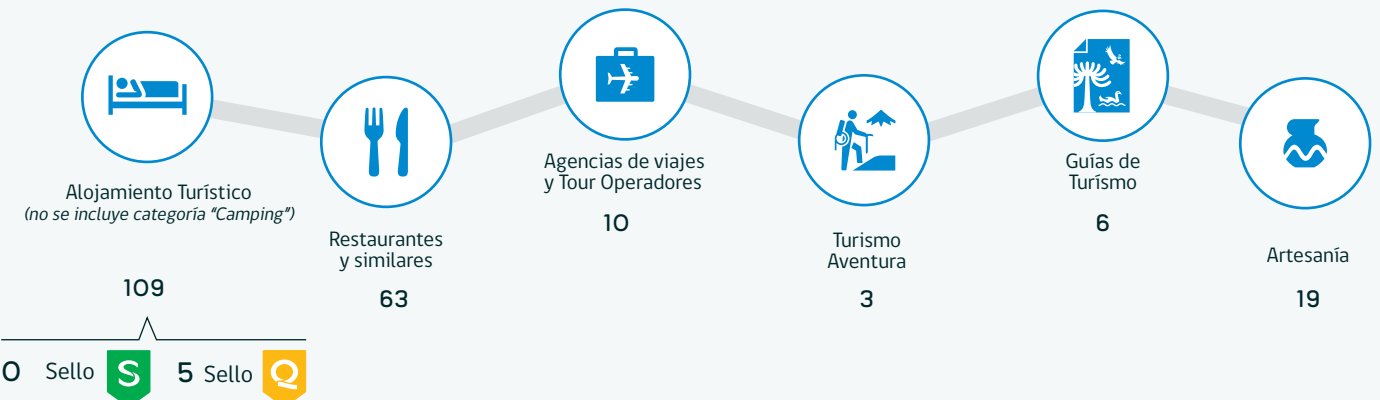 Alojamiento Turístico
(no se incluye categoría "Camping")
109
0 Sello S 5 Sello Q
Restaurantes
y similares
63
Agencias de viajes
y Tour Operadores
10
Turismo
Aventura
3
Guías de
Turísmo
6
Artesanía
19